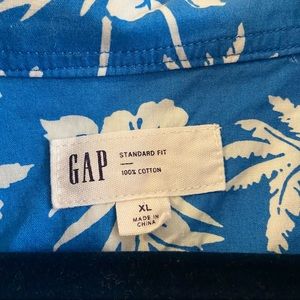 GAP
STANDARD FIT
100% COTTON
XL
MADE IN
CHINA